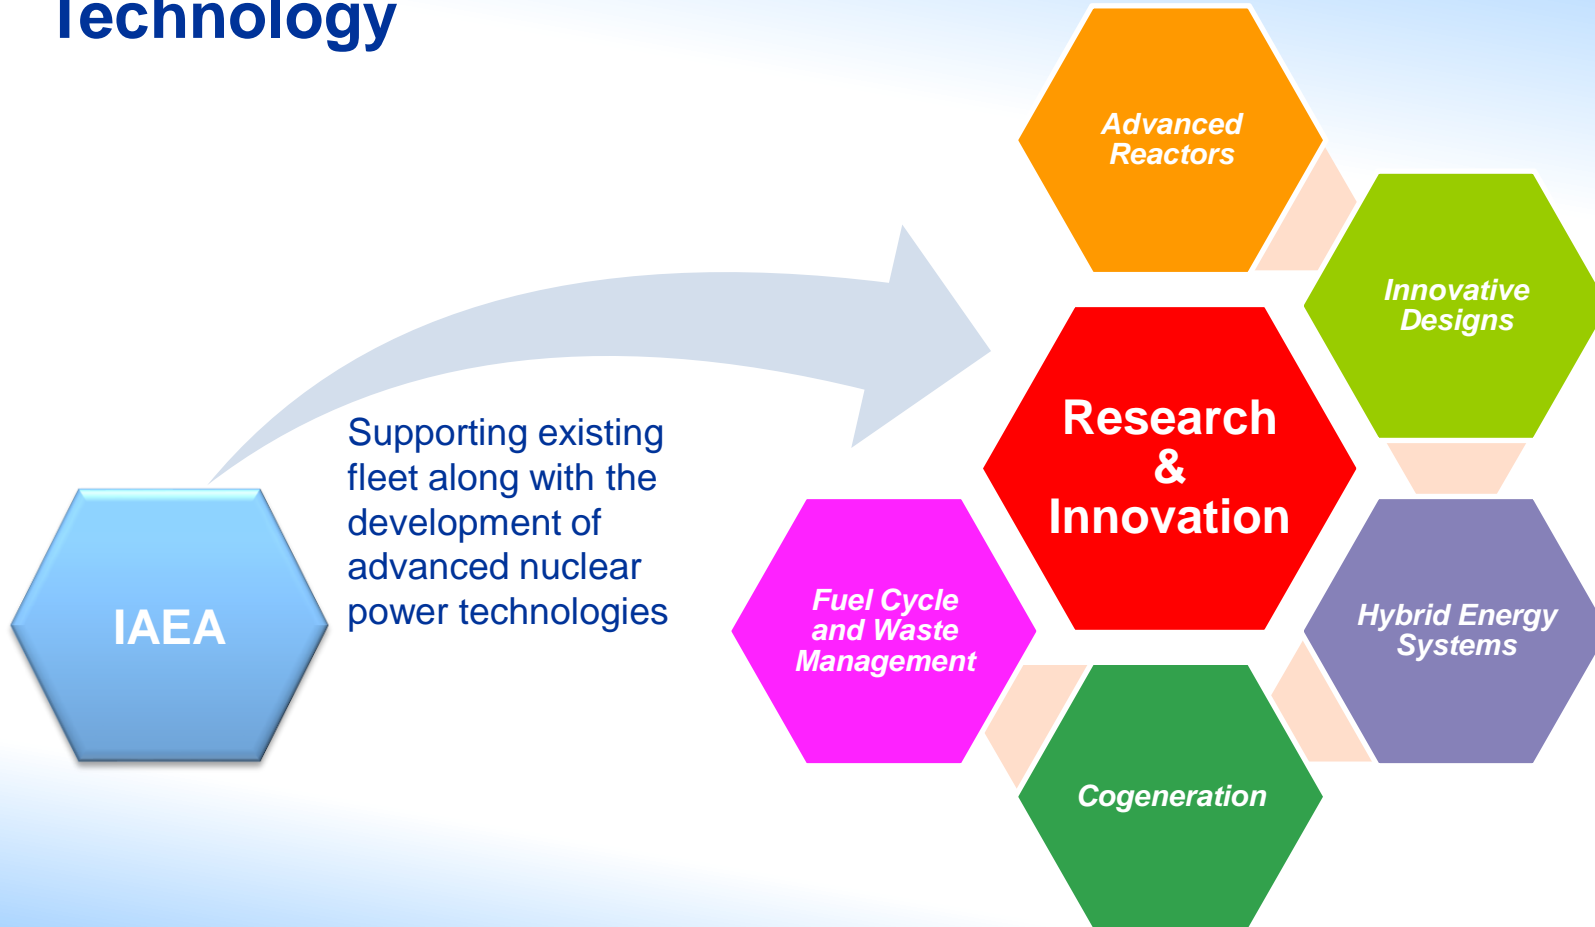 Technology
Advanced
Reactors
Innovative
Designs
Research
&
Innovation
Supporting existing
fleet along with the
development of
advanced nuclear
power technologies
IAEA
Fuel Cycle
and Waste
Management
Hybrid Energy
Systems
Cogeneration